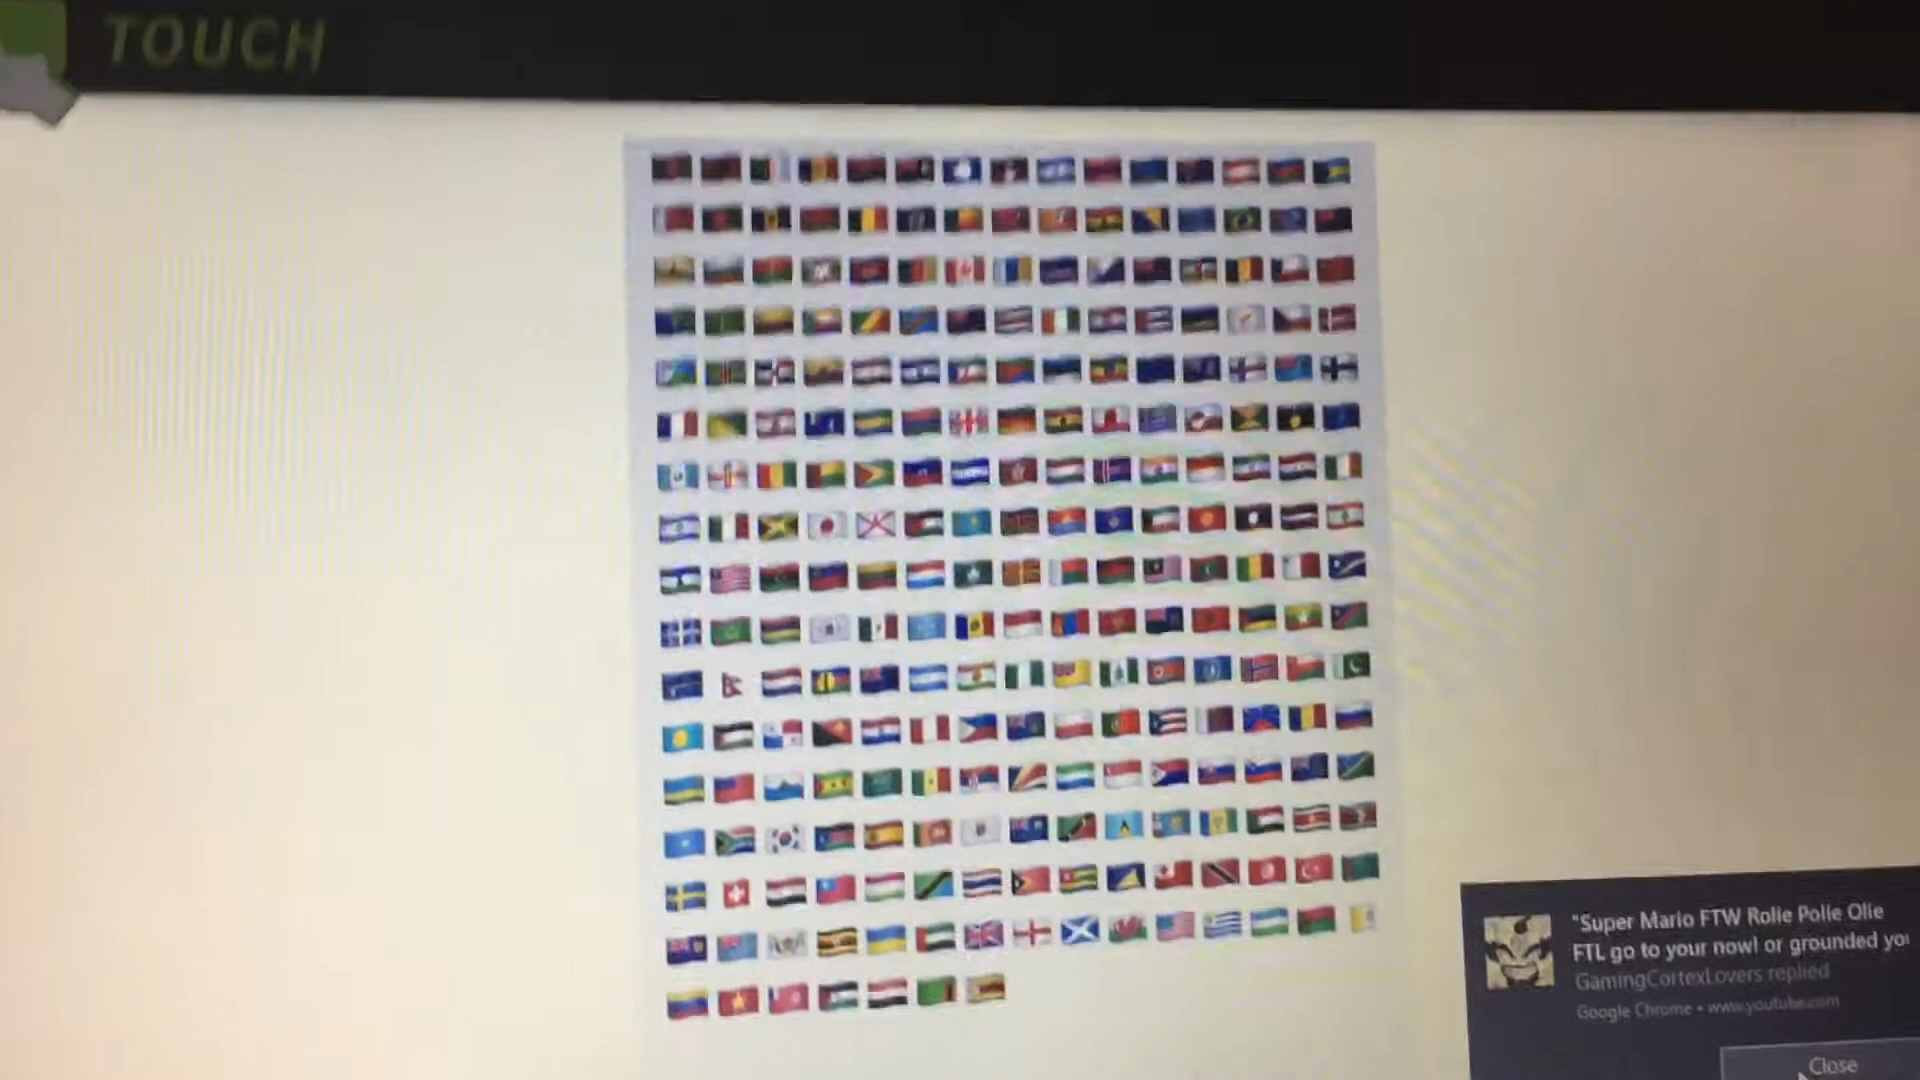 TOUCH
"Super Mario FTW Rolie Polie Olie
FTL go to your now! or grounded you
GamingCortexLovers replied
Google Chrome • www.youtube.com
Close